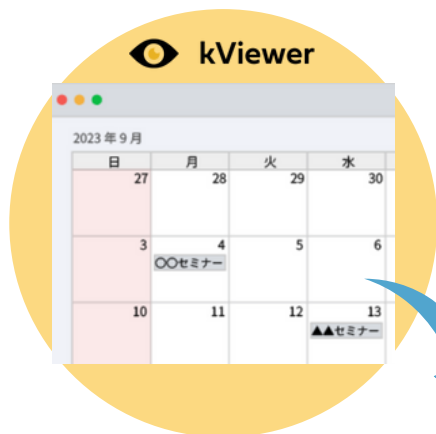 kViewer
2023年9月
日 月 火 水
27 28 29 30
3 4 5 6
〇〇セミナー
10 11 12 13
▲▲セミナー